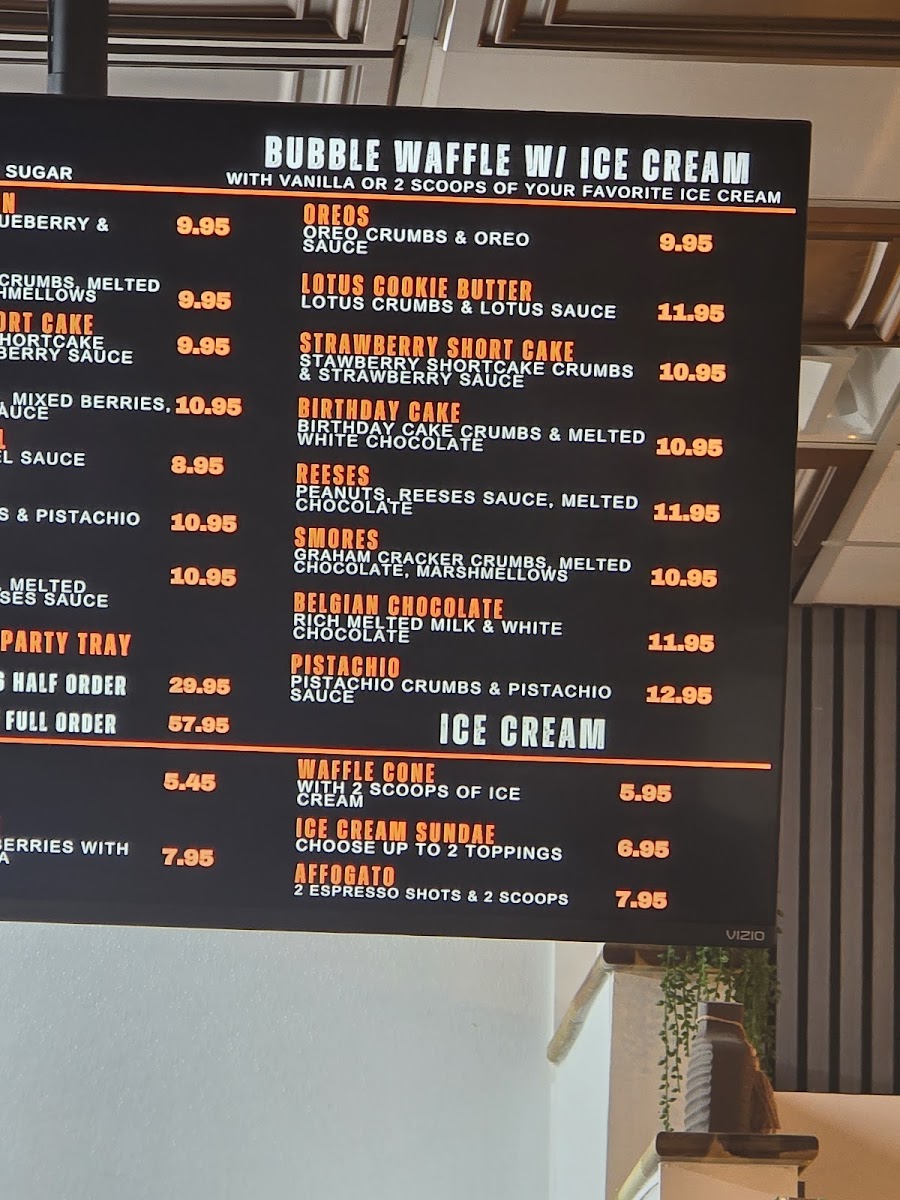 SUGAR
9.95
CRUMBS, MELTED
9.95
9.95
MIXED BERRIES,
10.95
SAUCE
8.95
& PISTACHIO
10.95
MELTED
10.95
SAUCE
PARTY TRAY
HALF ORDER 29.95
FULL ORDER 57.95
5.45
WITH
7.95
BUBBLE WAFFLE W/ ICE CREAM
WITH VANILLA OR 2 SCOOPS OF YOUR FAVORITE ICE CREAM
OREOS
OREO CRUMBS & OREO
SAUCE
9.95
LOTUS COOKIE BUTTER
LOTUS CRUMBS & LOTUS SAUCE
11.95
STRAWBERRY SHORT CAKE
STAWBERRY SHORTCAKE CRUMBS
& STRAWBERRY SAUCE
10.95
BIRTHDAY CAKE
BIRTHDAY CAKE CRUMBS & MELTED
WHITE CHOCOLATE
10.95
REESES
PEANUTS, REESES SAUCE, MELTED
CHOCOLATE
11.95
SMORES
GRAHAM CRACKER CRUMBS, MELTED
CHOCOLATE, MARSHMELLOWS
10.95
BELGIAN CHOCOLATE
RICH MELTED MILK & WHITE
CHOCOLATE
11.95
PISTACHIO
PISTACHIO CRUMBS & PISTACHIO
SAUCE
12.95
ICE CREAM
WAFFLE CONE
WITH 2 SCOOPS OF ICE
CREAM
5.95
ICE CREAM SUNDAE
CHOOSE UP TO 2 TOPPINGS
6.95
AFFOGATO
2 ESPRESSO SHOTS & 2 SCOOPS
7.95
VIZIO